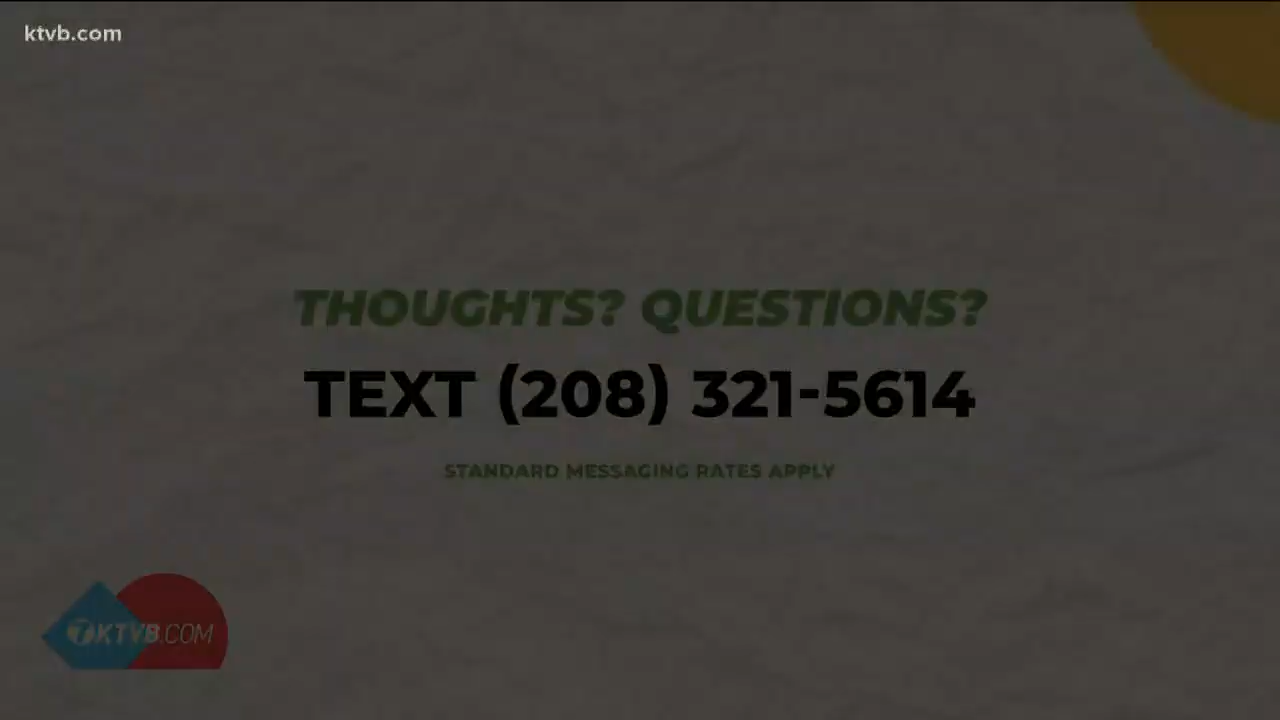 ktvb.com
THOUGHTS? QUESTIONS?
TEXT (208) 321-5614
STANDARD MESSAGING RATES APPLY
7KTVB.COM